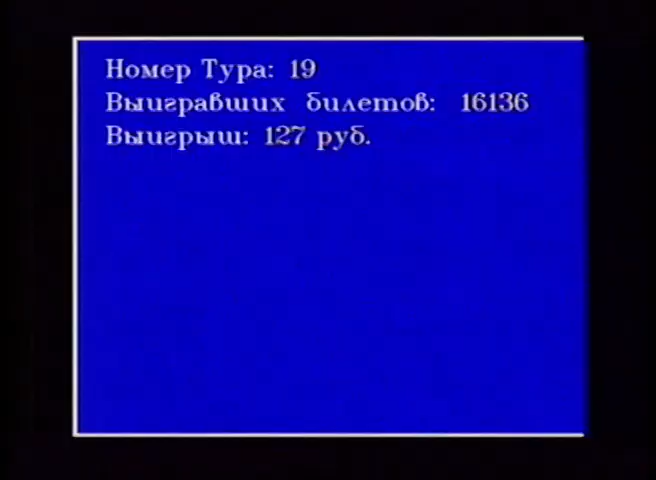 Номер Тура: 19
Выигравших билетов: 16136
Выигрыш: 127 руб.